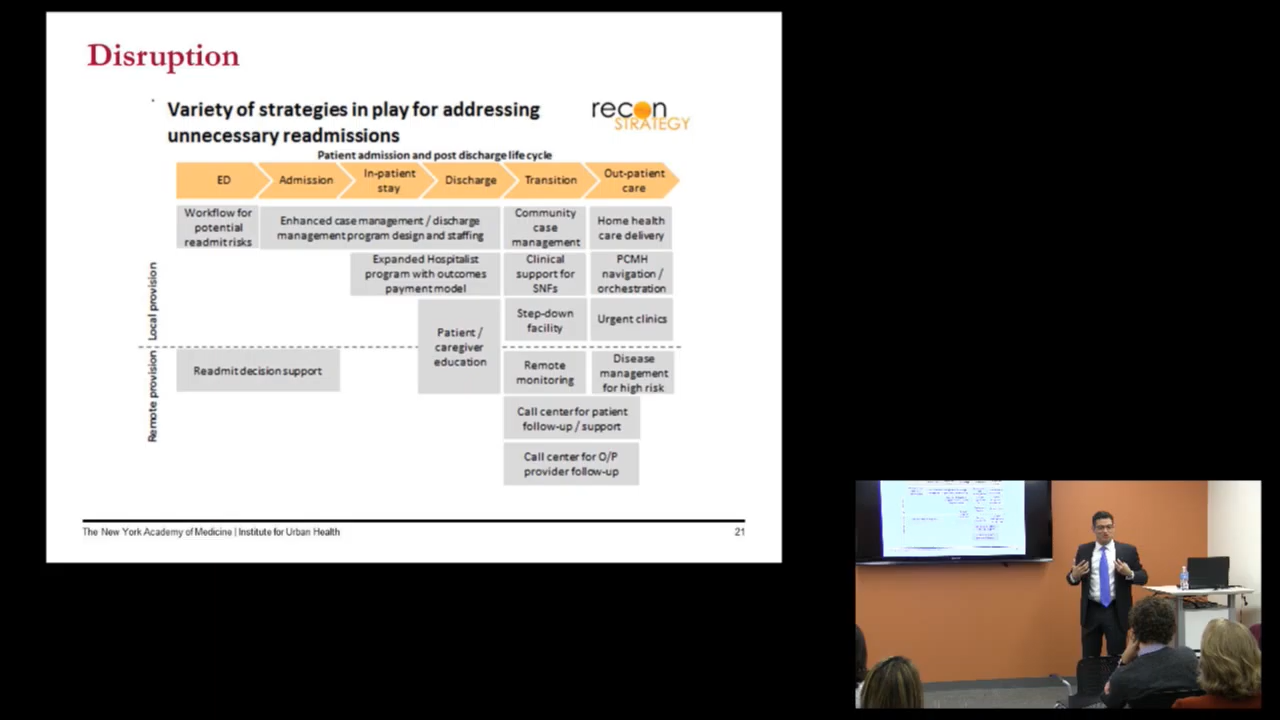 Disruption
Variety of strategies in play for addressing
unnecessary readmissions
recon
STRATEGY
Patient admission and post discharge life cycle
ED
Admission
In-patient
stay
Discharge
Transition
Out-patient
care
Local provision
Workflow for
potential
readmit risks
Enhanced case management / discharge
management program design and staffing
Community
case
management
Home health
care delivery
Expanded Hospitalist
program with outcomes
payment model
Clinical
support for
SNFs
PCMH
navigation /
orchestration
Patient /
caregiver
education
Step-down
facility
Urgent clinics
Remote provision
Readmit decision support
Remote
monitoring
Disease
management
for high risk
Call center for patient
follow-up / support
Call center for O/P
provider follow-up
The New York Academy of Medicine | Institute for Urban Health
21